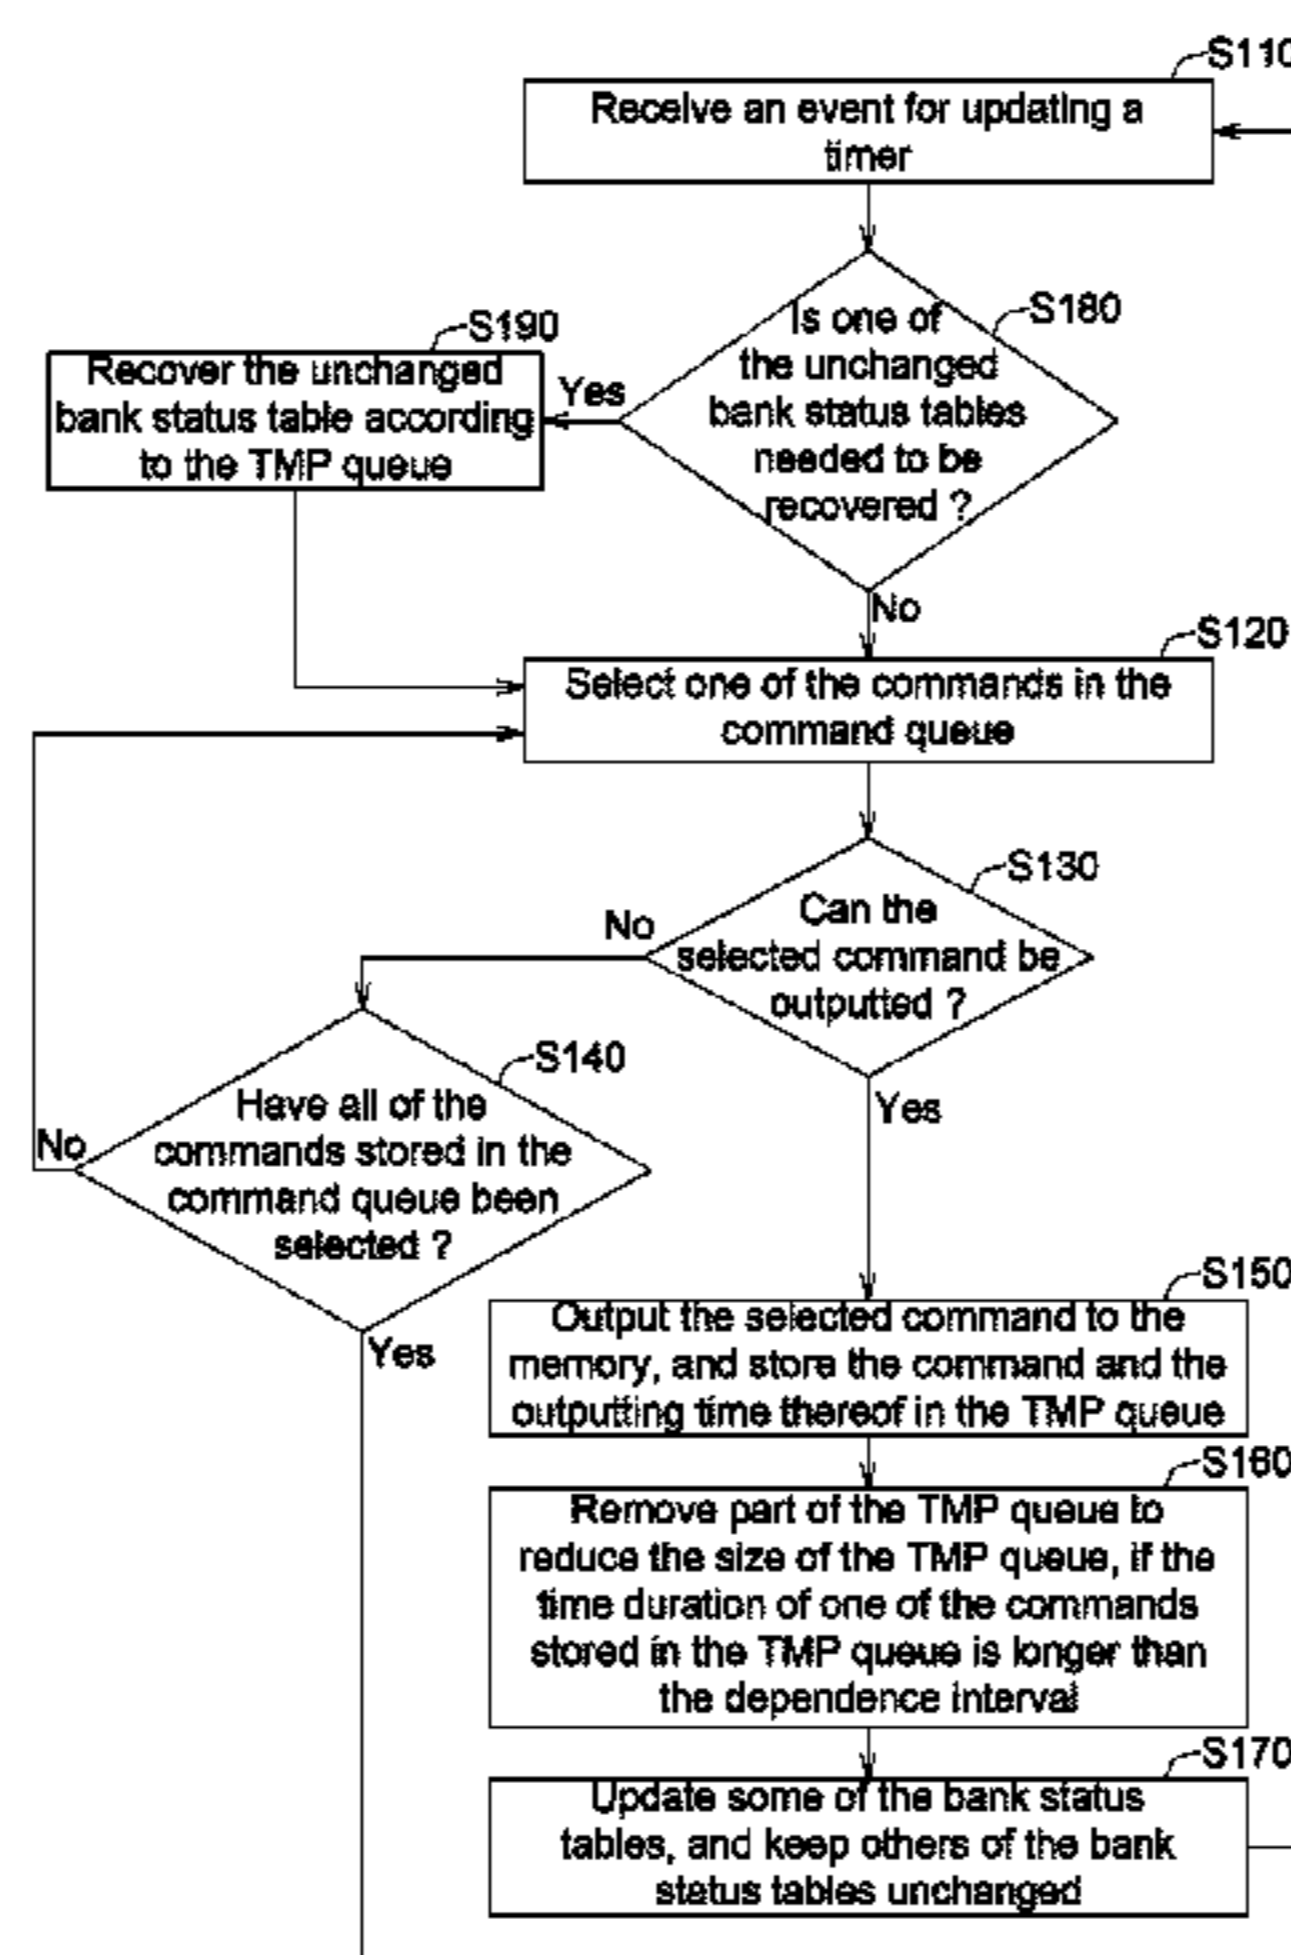 S110
Receive an event for updating a
timer
S180
Is one of
the unchanged
bank status tables
needed to be
recovered ?
Yes
S190
Recover the unchanged
bank status table according
to the TMP queue
No
S120
Select one of the commands in the
command queue
S130
Can the
selected command be
outputted ?
No
S140
Have all of the
commands stored in the
command queue been
selected ?
No
Yes
Yes
S150
Output the selected command to the
memory, and store the command and the
outputting time thereof in the TMP queue
S160
Remove part of the TMP queue to
reduce the size of the TMP queue, if the
time duration of one of the commands
stored in the TMP queue is longer than
the dependence interval
S170
Update some of the bank status
tables, and keep others of the bank
status tables unchanged